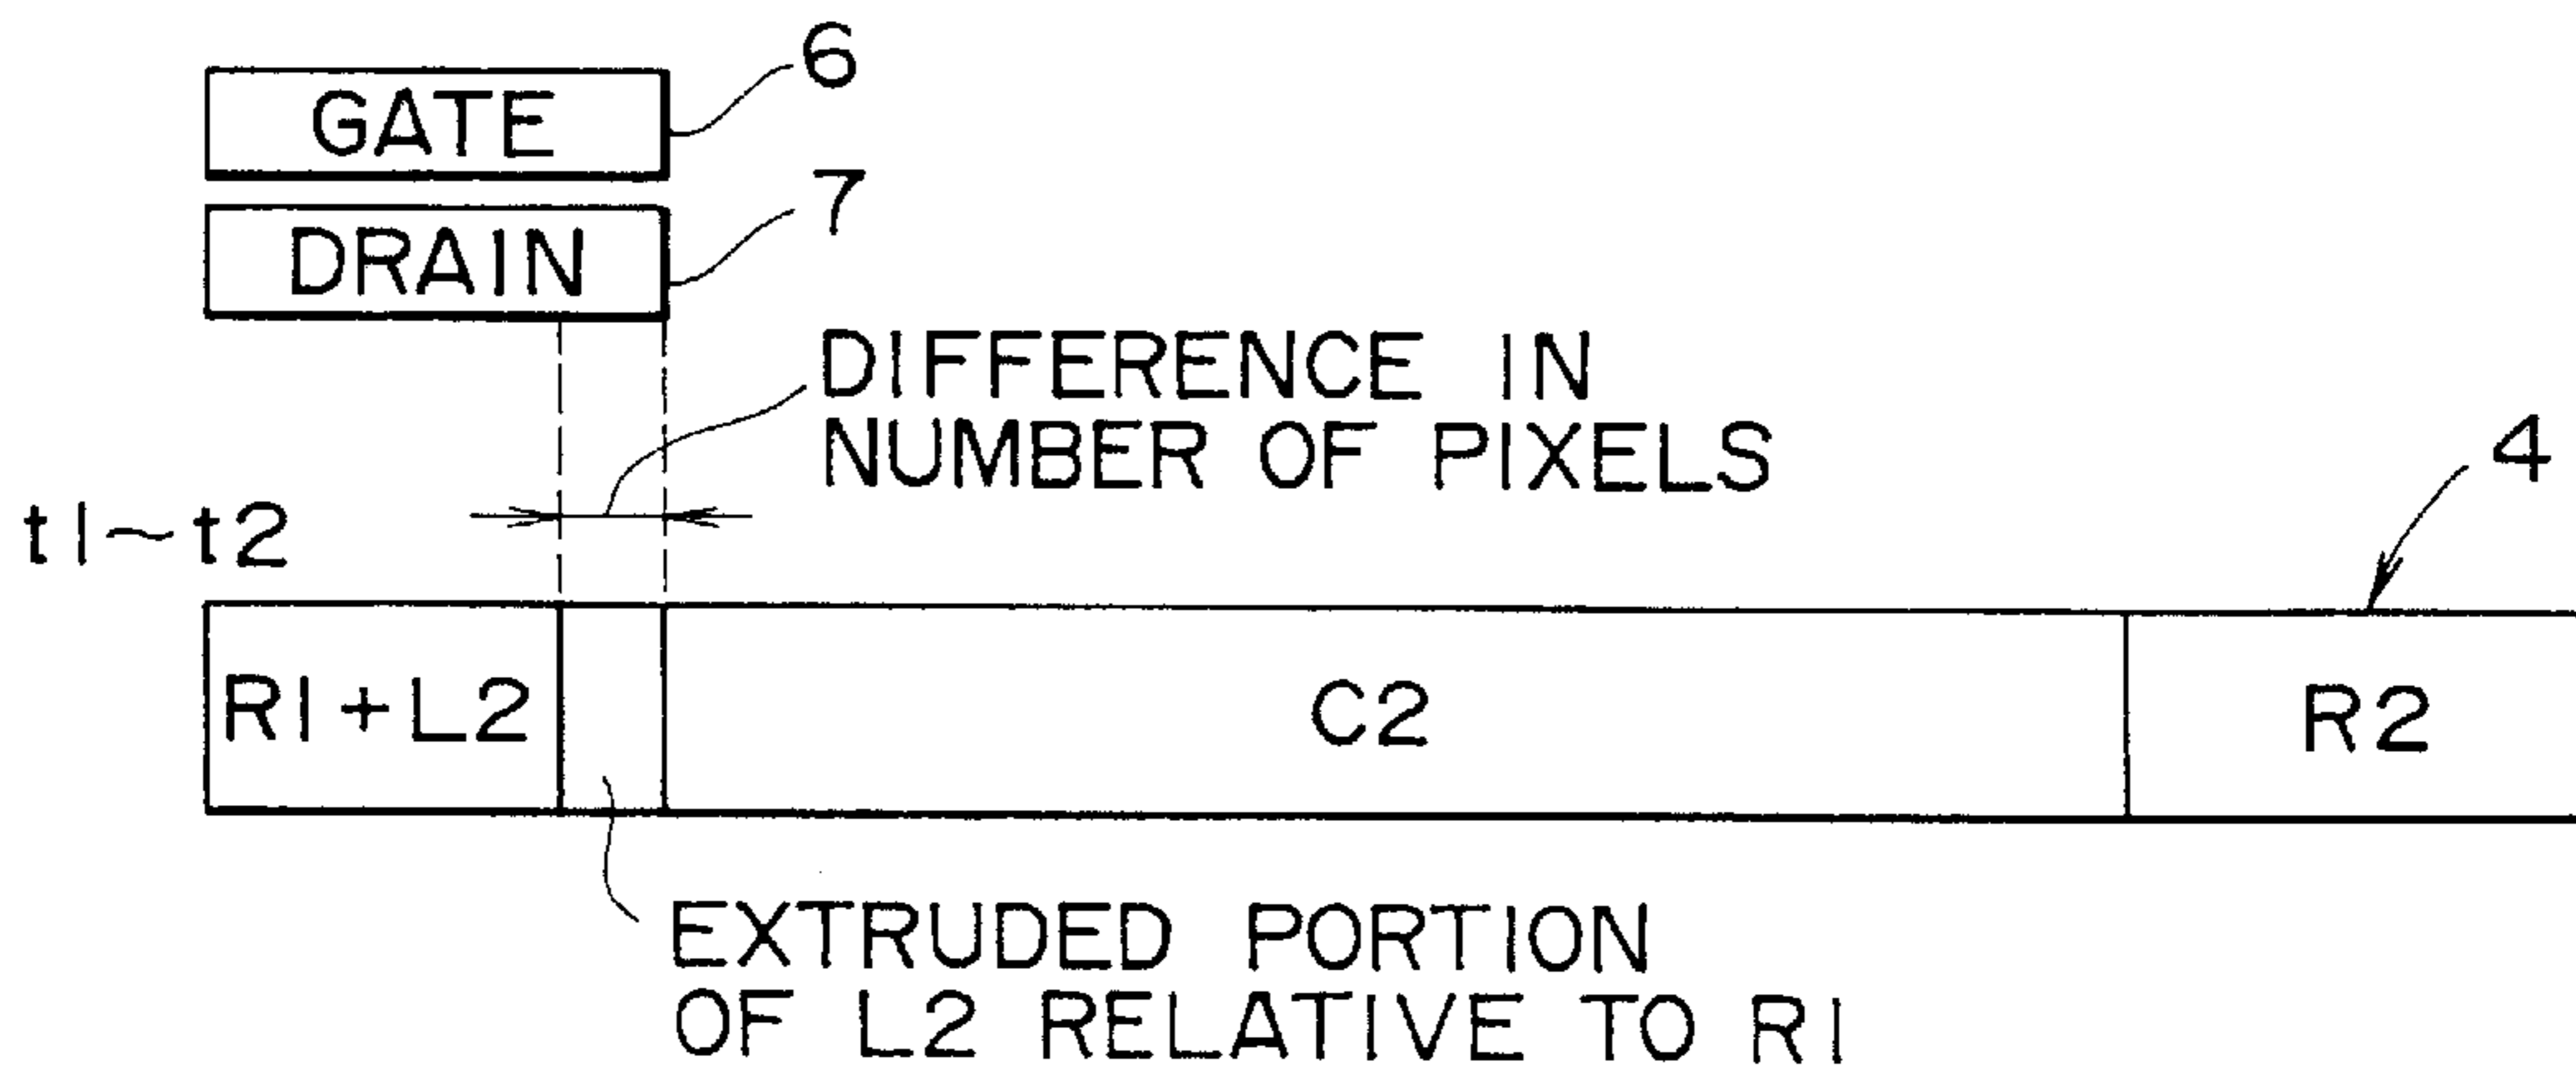 6
GATE
7
DRAIN
DIFFERENCE IN
NUMBER OF PIXELS
4
t1~t2
R1+L2
C2
R2
EXTRUDED PORTION
OF L2 RELATIVE TO R1